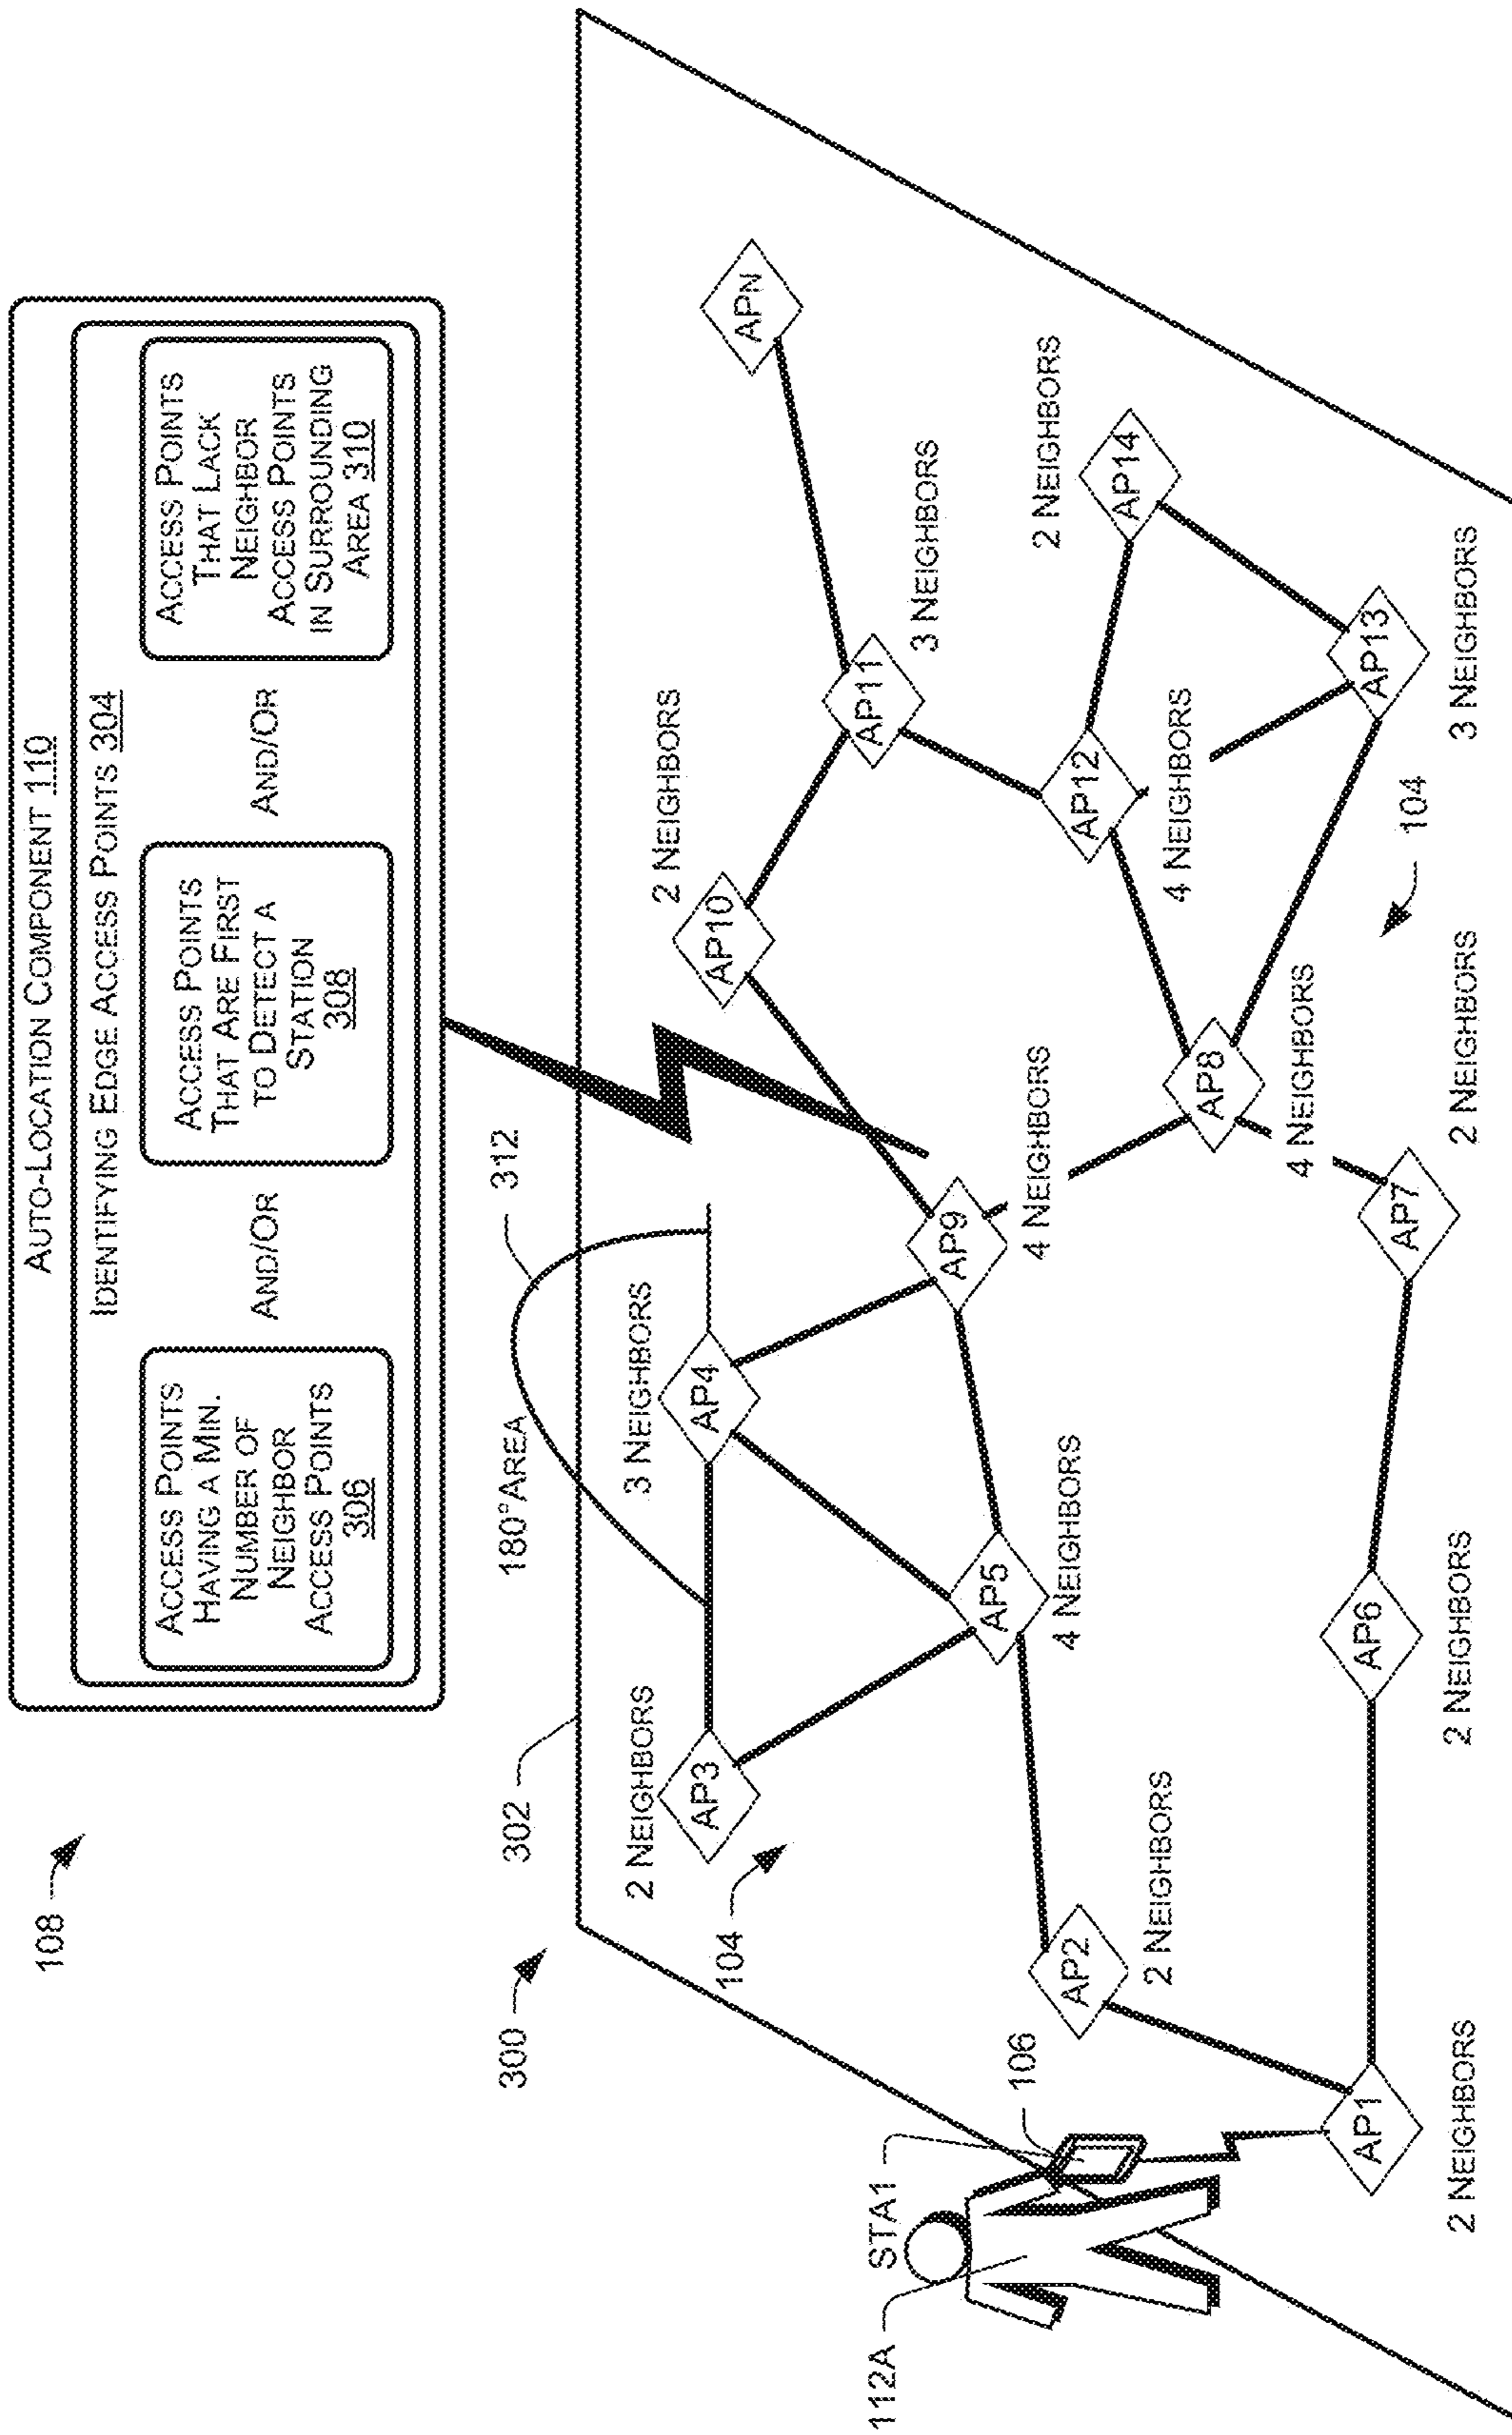 108
AUTO-LOCATION COMPONENT 110
IDENTIFYING EDGE ACCESS POINTS 304
ACCESS POINTS
HAVING A MIN.
NUMBER OF
NEIGHBOR
ACCESS POINTS
306
AND/OR
ACCESS POINTS
THAT ARE FIRST
TO DETECT A
STATION
308
AND/OR
ACCESS POINTS
THAT LACK
NEIGHBOR
ACCESS POINTS
IN SURROUNDING
AREA 310
300
302
180° AREA
312
2 NEIGHBORS
AP3
3 NEIGHBORS
AP4
2 NEIGHBORS
AP10
APN
104
AP11
3 NEIGHBORS
STA1
106
112A
AP2
2 NEIGHBORS
AP5
4 NEIGHBORS
AP9
4 NEIGHBORS
AP12
4 NEIGHBORS
2 NEIGHBORS
AP14
AP8
4 NEIGHBORS
AP1
2 NEIGHBORS
AP6
2 NEIGHBORS
AP7
2 NEIGHBORS
104
AP13
3 NEIGHBORS